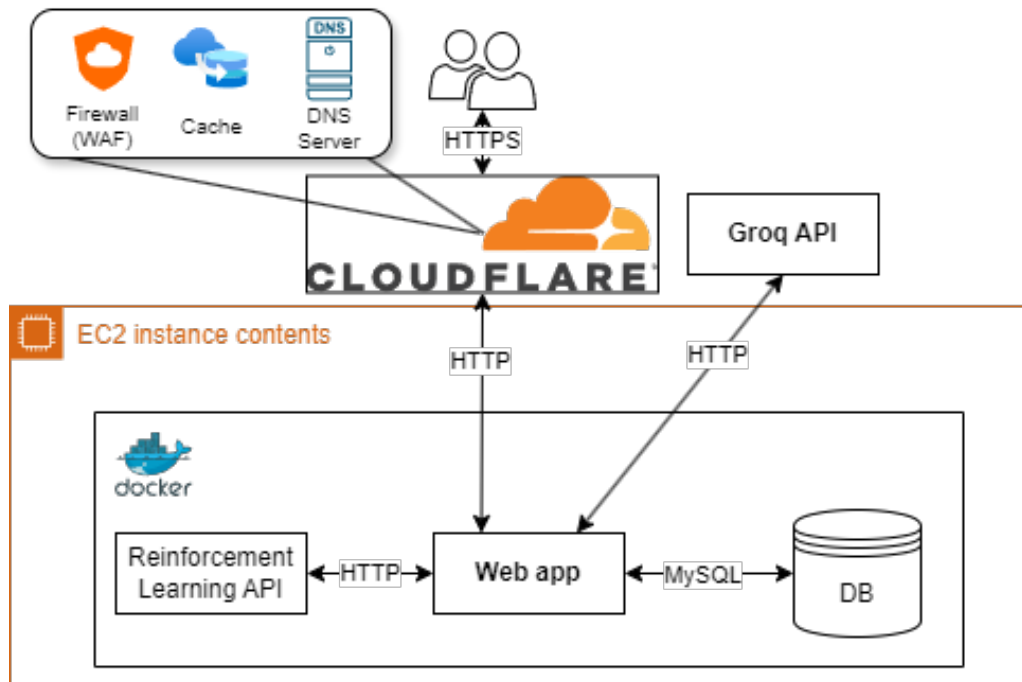 DNS
Firewall
(WAF)
Cache
DNS
Server
HTTPS
CLOUDFLARE
Groq API
EC2 instance contents
HTTP
HTTP
docker
Reinforcement
Learning API
HTTP
Web app
MySQL
DB